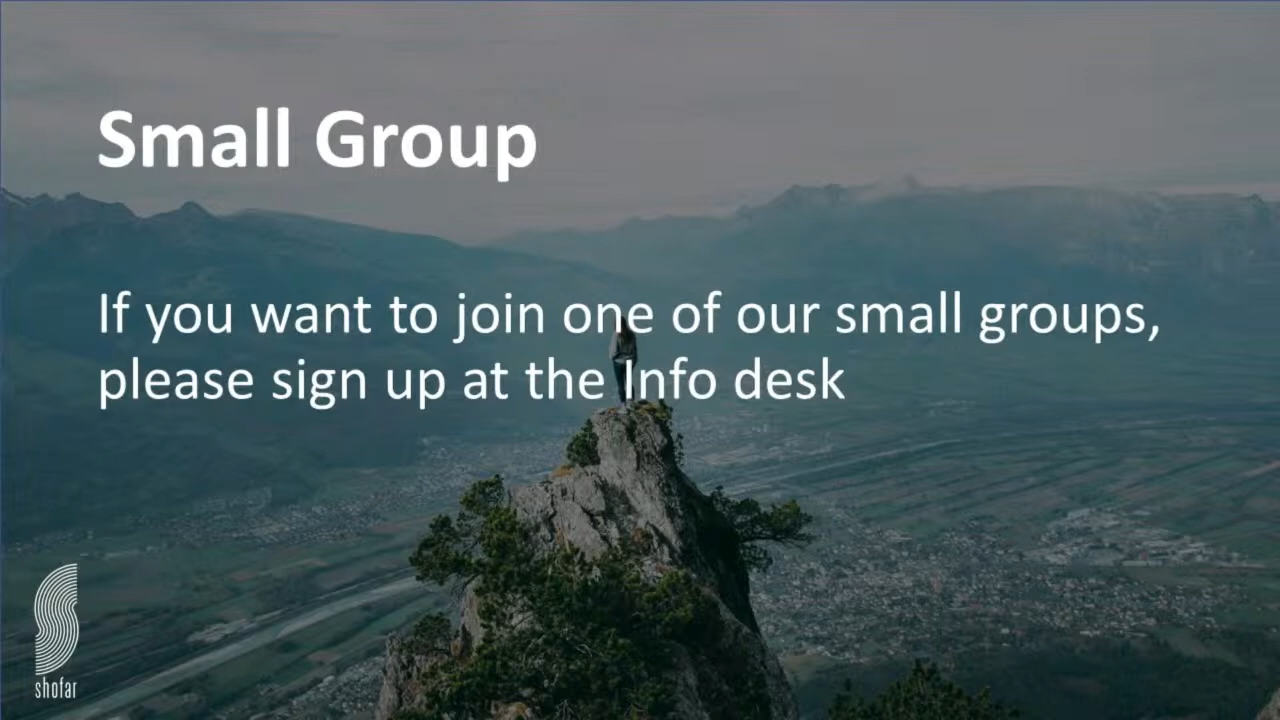 Small Group
If you want to join one of our small groups,
please sign up at the Info desk
shofar